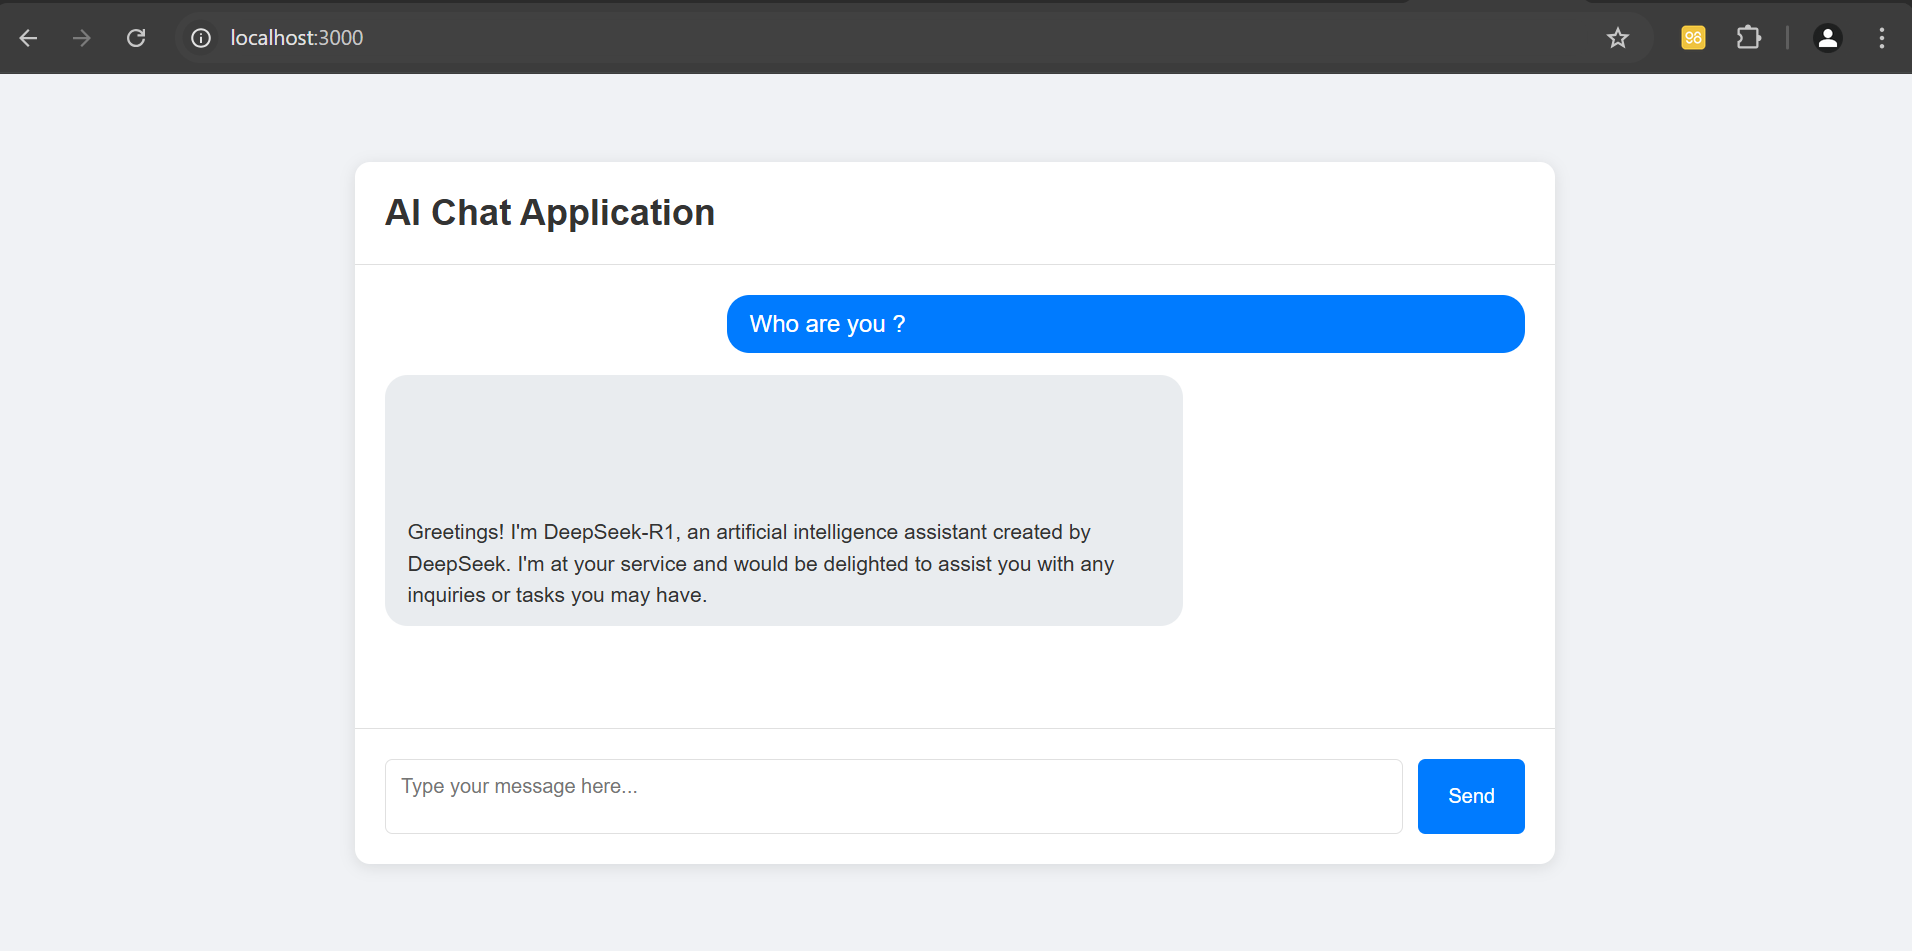 localhost:3000
98
AI Chat Application
Who are you ?
Greetings! I'm DeepSeek-R1, an artificial intelligence assistant created by
DeepSeek. I'm at your service and would be delighted to assist you with any
inquiries or tasks you may have.
Type your message here...
Send